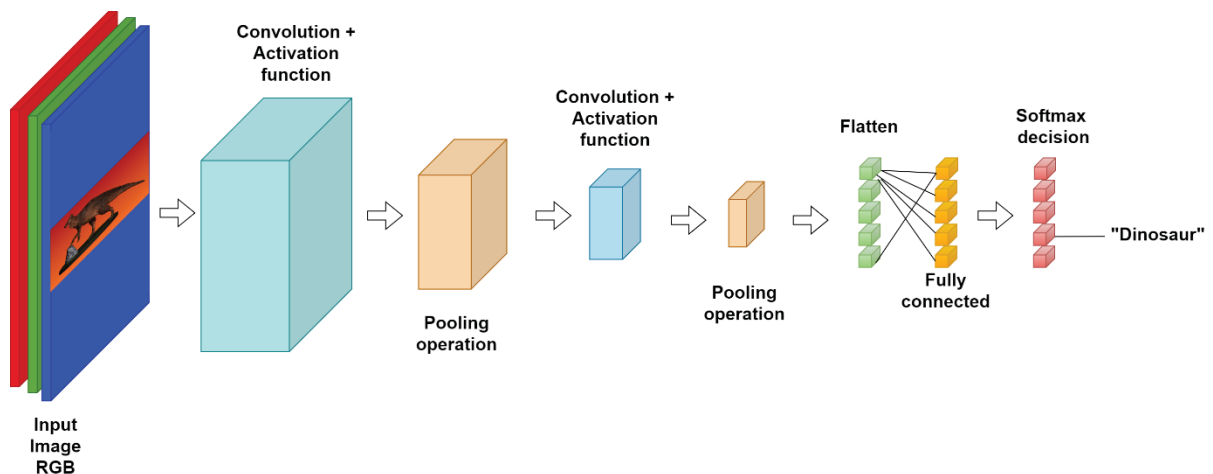 Convolution +
Activation
function
Convolution +
Activation
function
Flatten
Softmax
decision
"Dinosaur"
Pooling
operation
Pooling
operation
Fully
connected
Input
Image
RGB